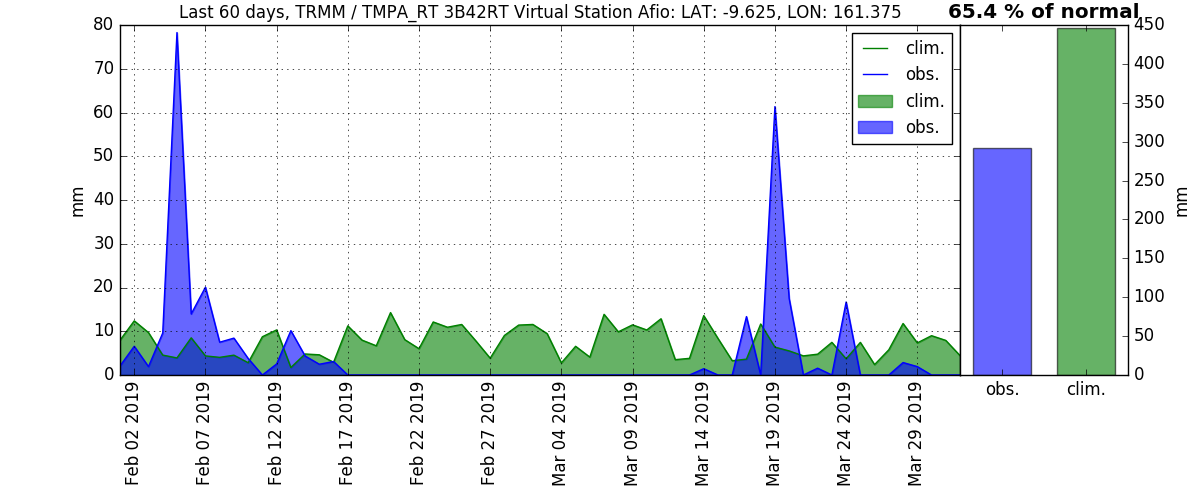 Last 60 days, TRMM / TMPA_RT 3B42RT Virtual Station Afio: LAT: -9.625, LON: 161.375
65.4 % of normal
80
70
60
50
40
30
20
10
0
mm
clim.
obs.
clim.
obs.
Feb 02 2019
Feb 07 2019
Feb 12 2019
Feb 17 2019
Feb 22 2019
Feb 27 2019
Mar 04 2019
Mar 09 2019
Mar 14 2019
Mar 19 2019
Mar 24 2019
Mar 29 2019
450
400
350
300
250
200
150
100
50
0
mm
obs.
clim.